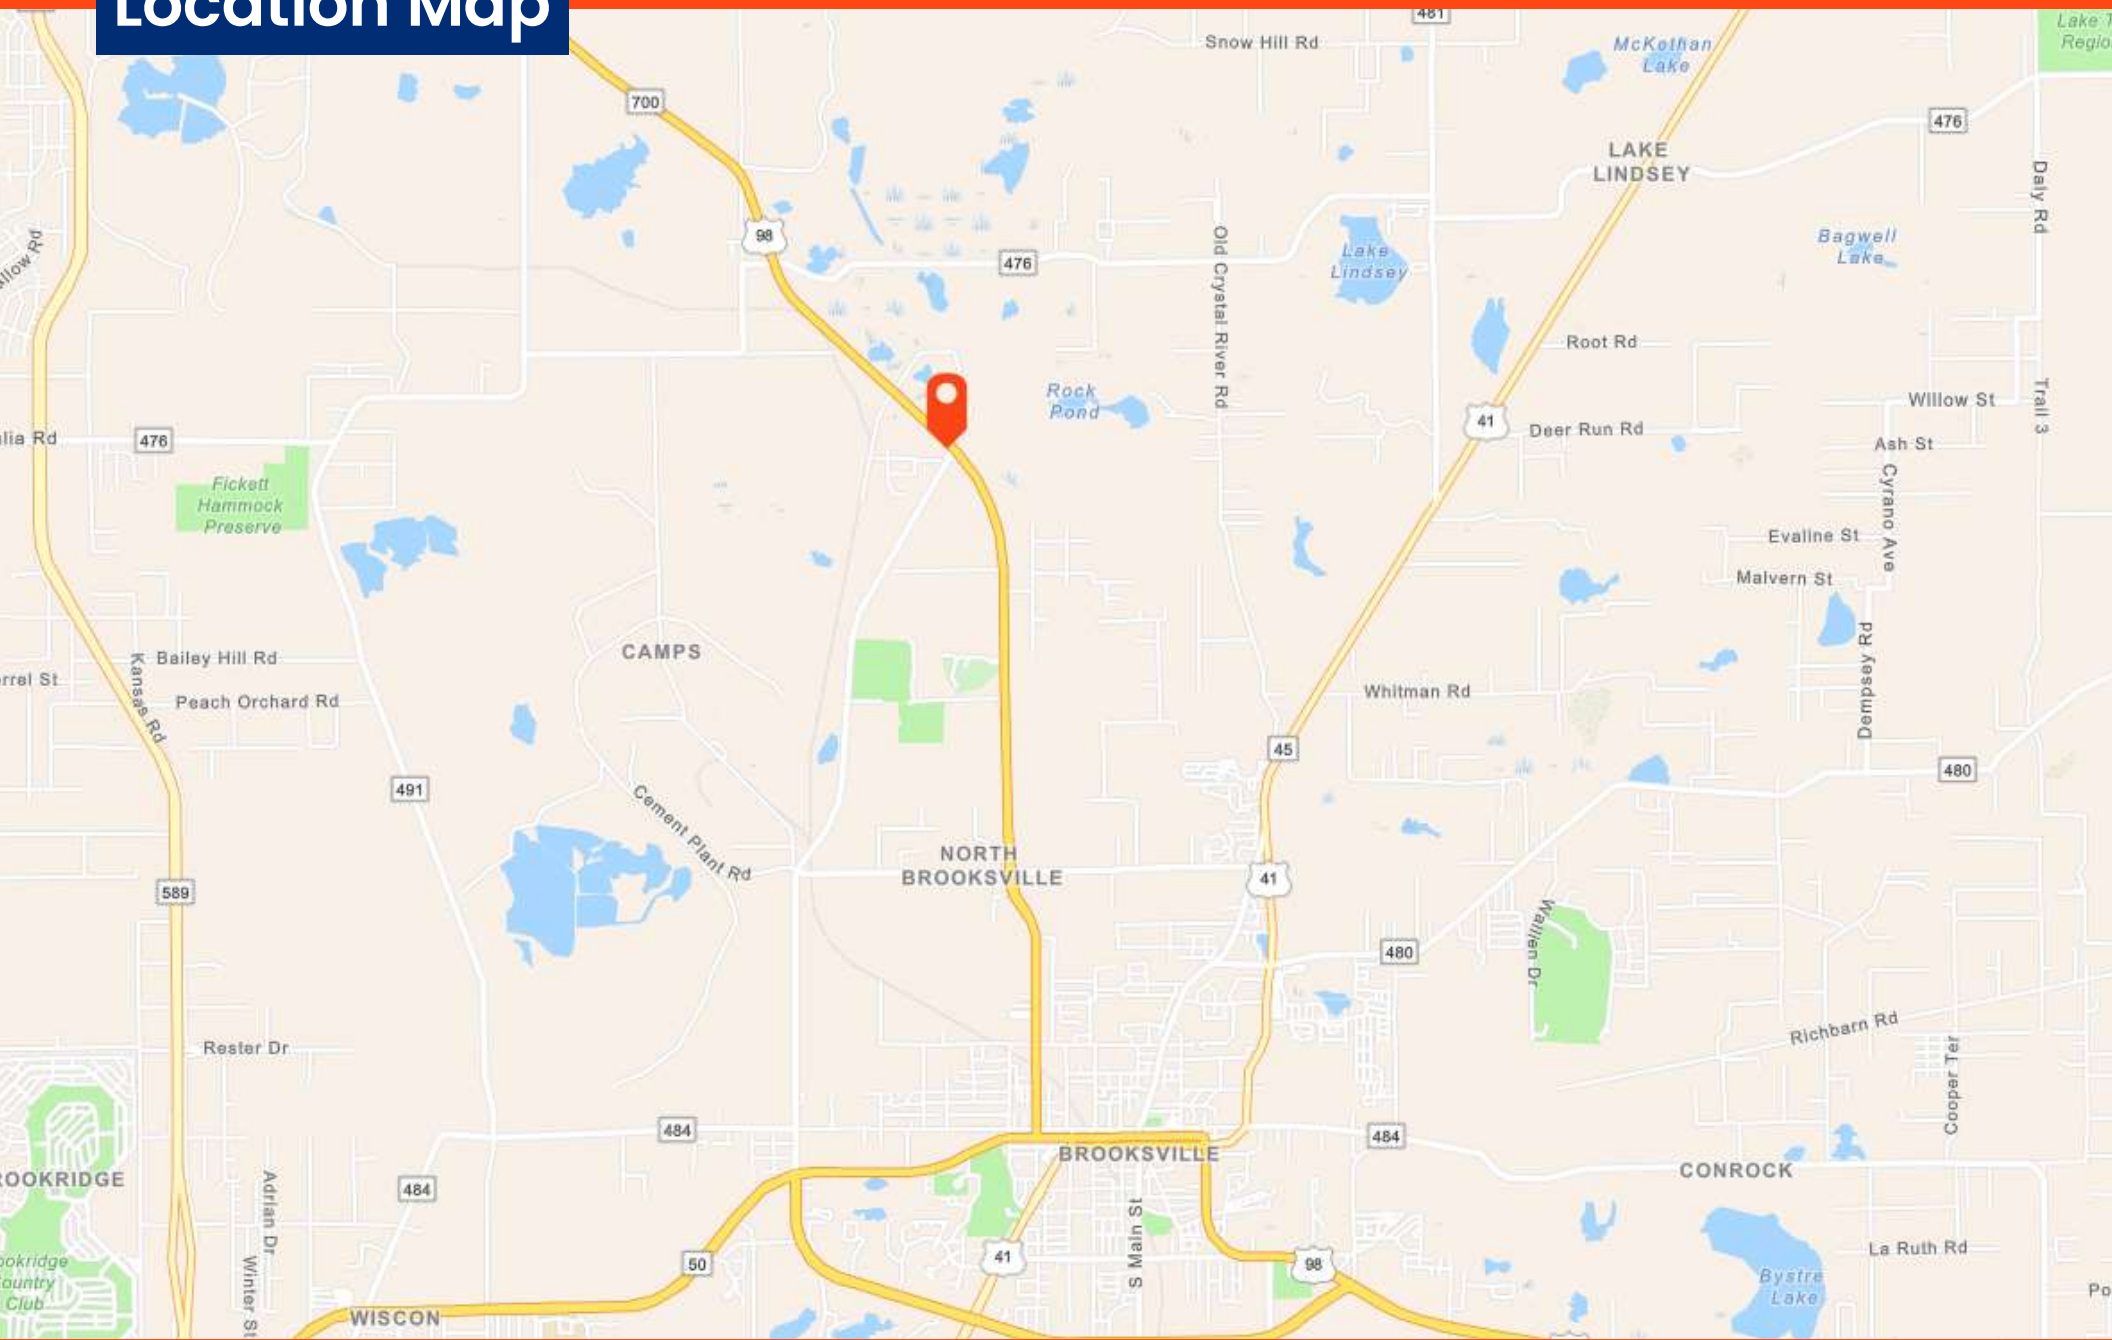 Location Map
481
Snow Hill Rd
McKethan
Lake
700
476
LAKE
LINDSEY
Daly Rd
98
476
Old Crystal River Rd
Lake
Lindsey
Bagwell
Lake
Root Rd
Rock
Pond
Willow St
Trail 3
41
Deer Run Rd
Ash St
476
Fickett
Hammock
Preserve
Cyrano Ave
Evaline St
Malvern St
CAMPS
Kansas Rd
Bailey Hill Rd
Peach Orchard Rd
Whitman Rd
Dempsey Rd
45
480
491
Cement Plant Rd
NORTH
BROOKSVILLE
41
589
480
Wallien Dr
Richbarn Rd
Rester Dr
Cooper Ter
484
484
BROOKSVILLE
CONROCK
484
Adrian Dr
S Main St
41
50
98
La Ruth Rd
Winter St
Bystre
Lake
Club
WISCON